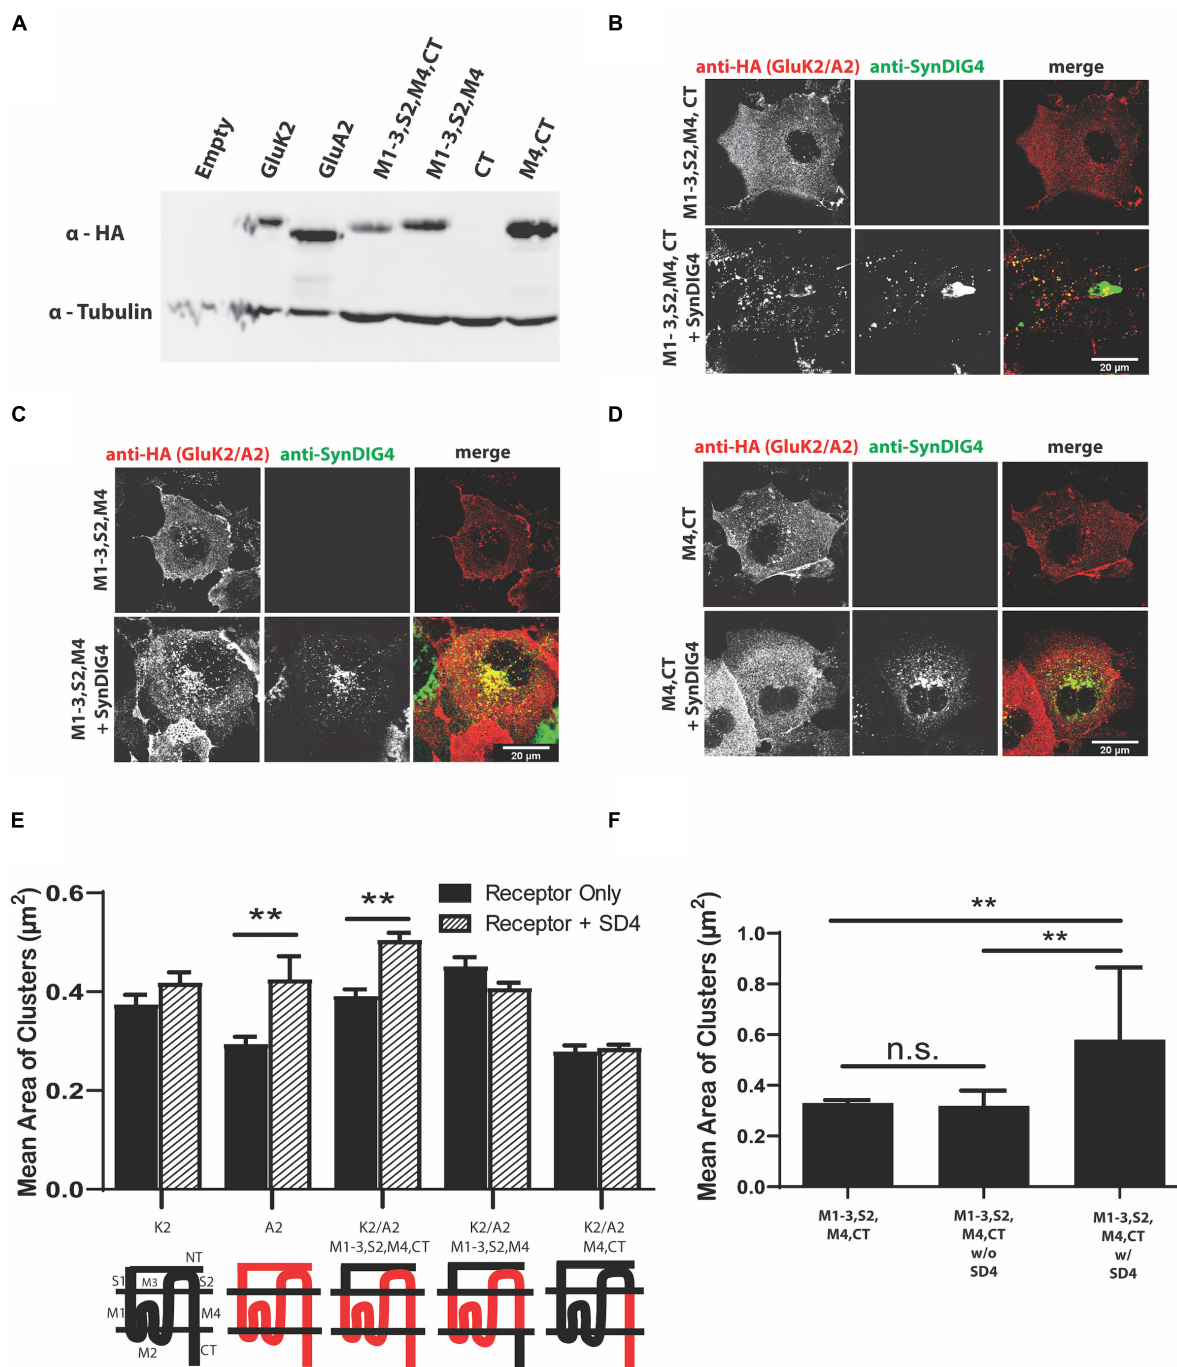 A
Empty
GluK2
GluA2
M1-3,S2,M4,CT
M1-3,S2,M4
CT
M4,CT
α - HA
α - Tubulin
B
anti-HA (GluK2/A2) anti-SynDIG4 merge
M1-3,S2,M4, CT
M1-3,S2,M4, CT
+ SynDIG4
20 µm
C
anti-HA (GluK2/A2) anti-SynDIG4 merge
M1-3,S2,M4
M1-3,S2,M4
+ SynDIG4
20 µm
D
anti-HA (GluK2/A2) anti-SynDIG4 merge
M4,CT
M4,CT
+ SynDIG4
20 µm
E
Mean Area of Clusters (µm²)
0.6
0.4
0.2
0.0
** **
Receptor Only
Receptor + SD4
K2
A2
K2/A2
M1-3,S2,M4,CT
K2/A2
M1-3,S2,M4
K2/A2
M4,CT
NT
S1 M3 S2
M1 M4
M2 CT
F
Mean Area of Clusters (µm²)
1.0
0.8
0.6
0.4
0.2
0.0
**
**
n.s.
M1-3,S2,
M4,CT
M1-3,S2,
M4,CT
w/o
SD4
M1-3,S2,
M4,CT
w/
SD4